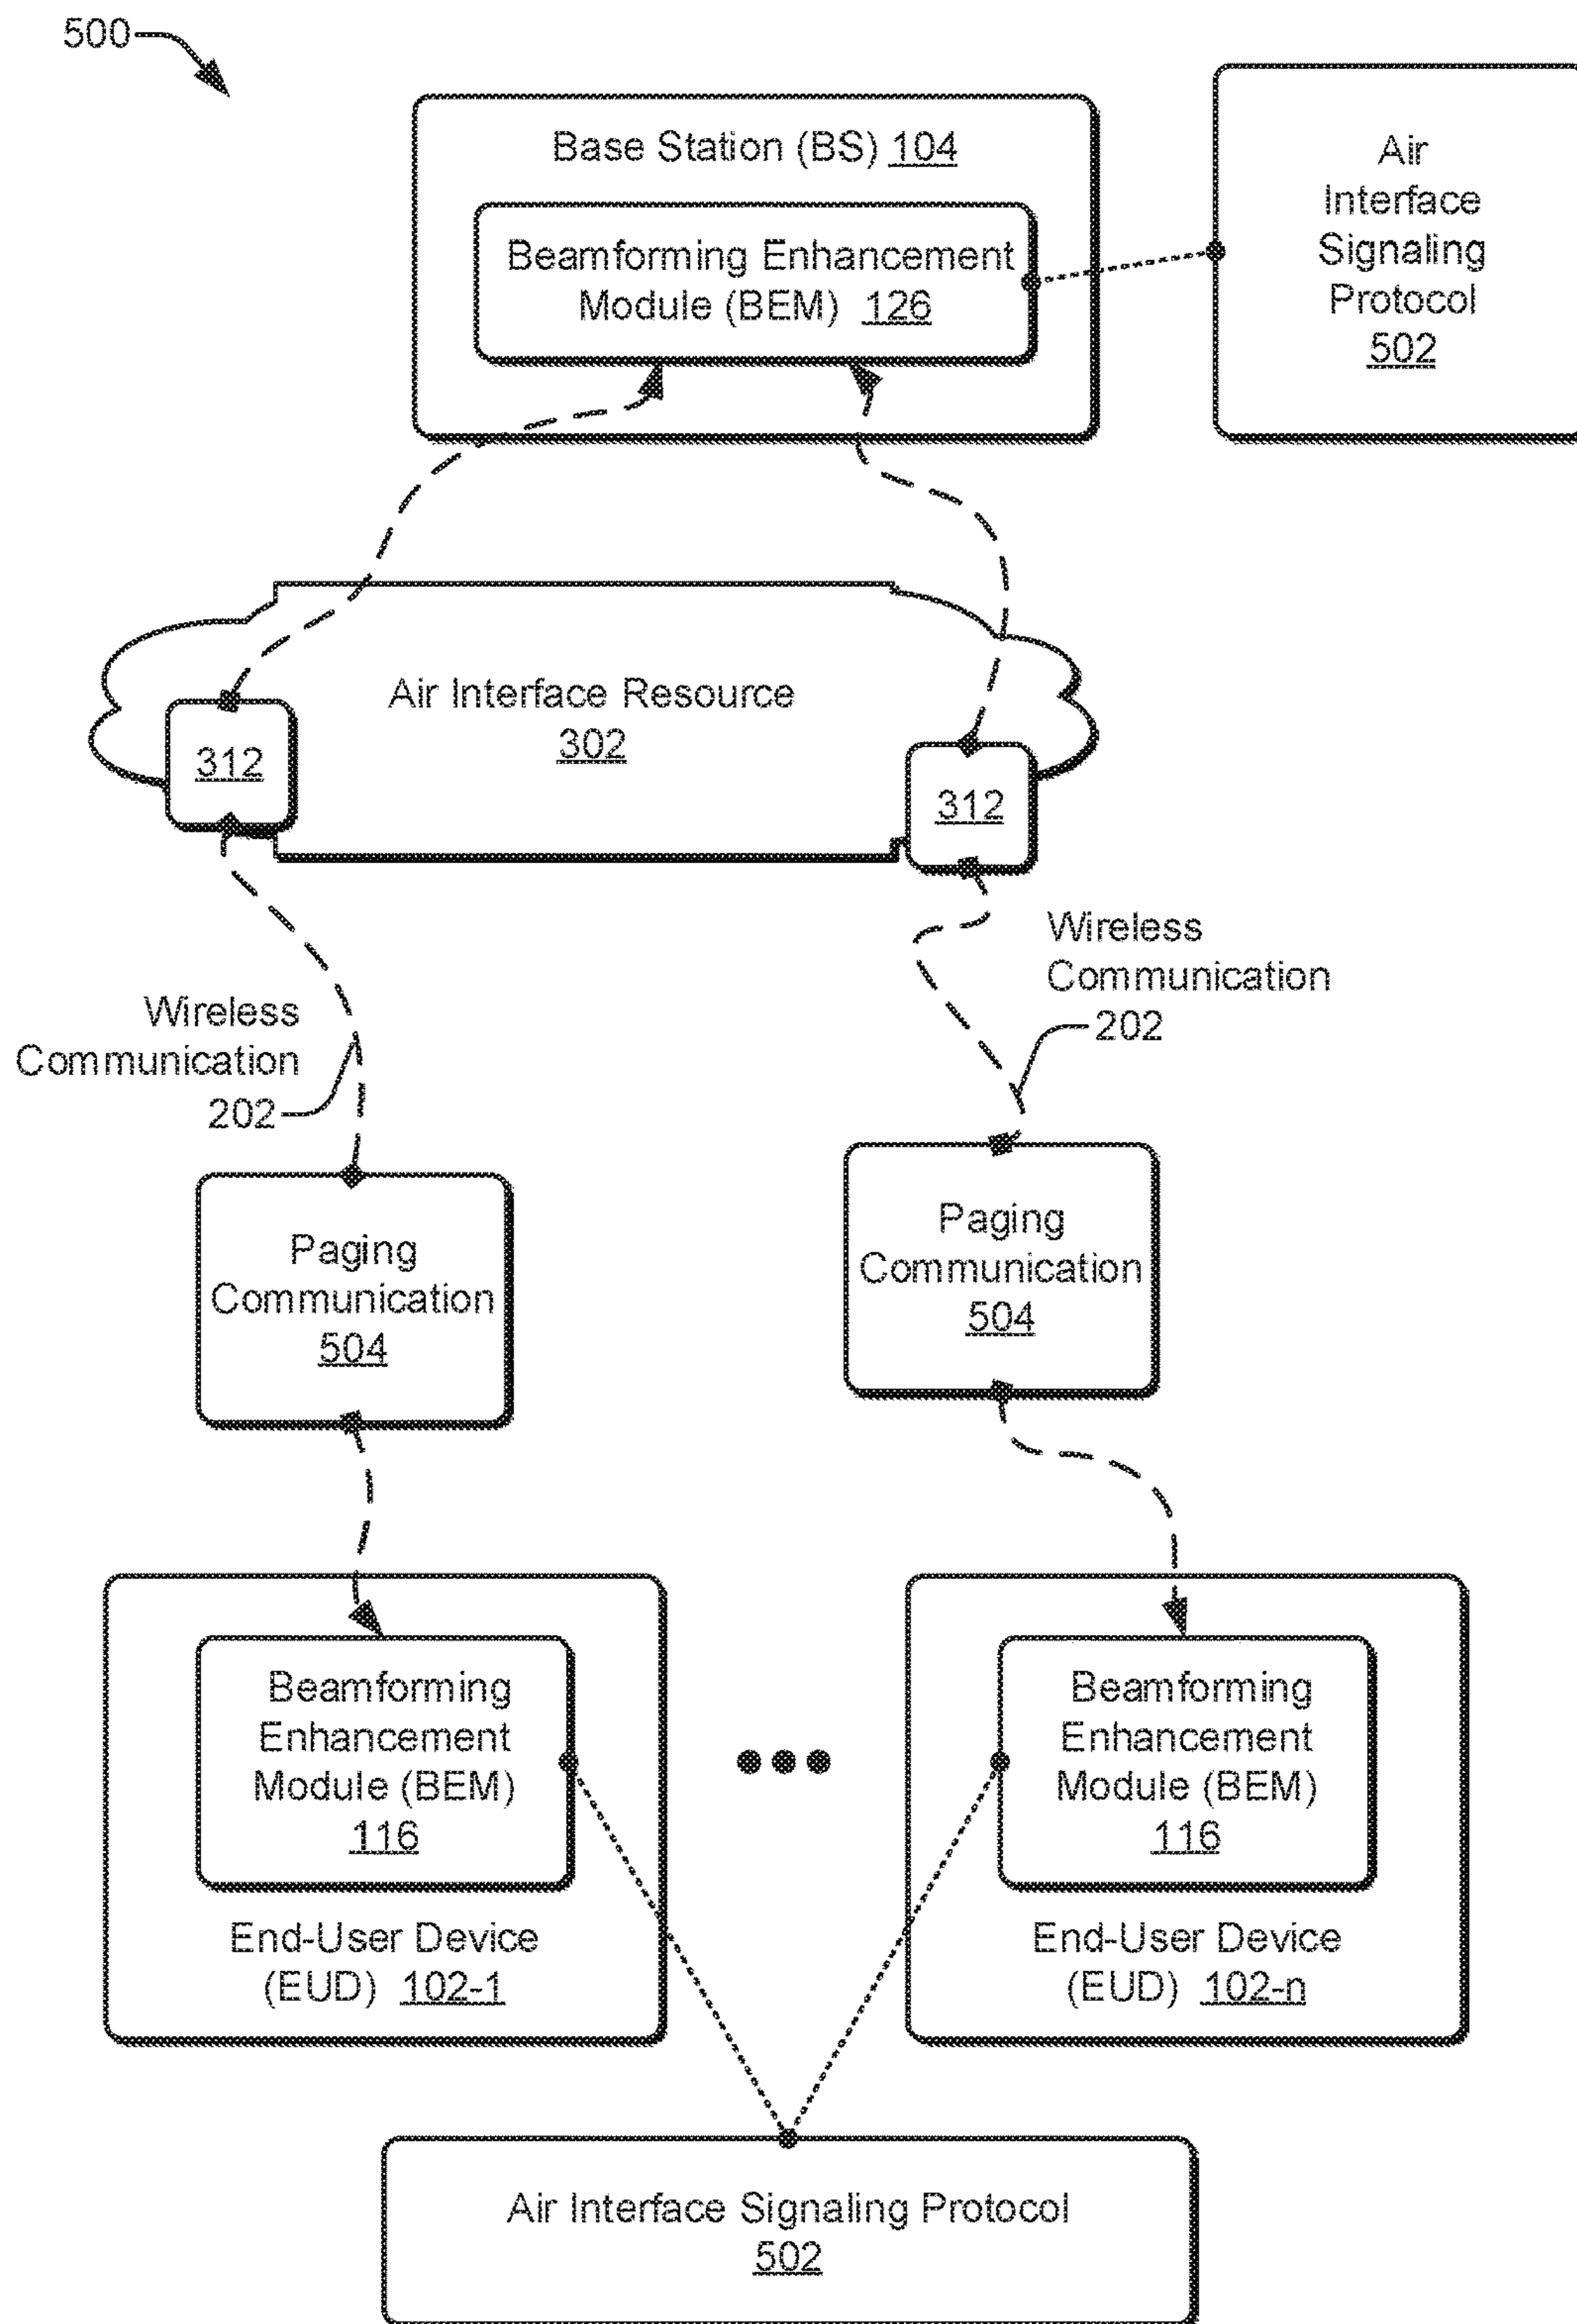 500
Base Station (BS) 104
Beamforming Enhancement
Module (BEM) 126
Air
Interface
Signaling
Protocol
502
Air Interface Resource
302
312
312
Wireless
Communication
202
Wireless
Communication
202
Paging
Communication
504
Paging
Communication
504
Beamforming
Enhancement
Module (BEM)
116
End-User Device
(EUD) 102-1
Beamforming
Enhancement
Module (BEM)
116
End-User Device
(EUD) 102-n
Air Interface Signaling Protocol
502